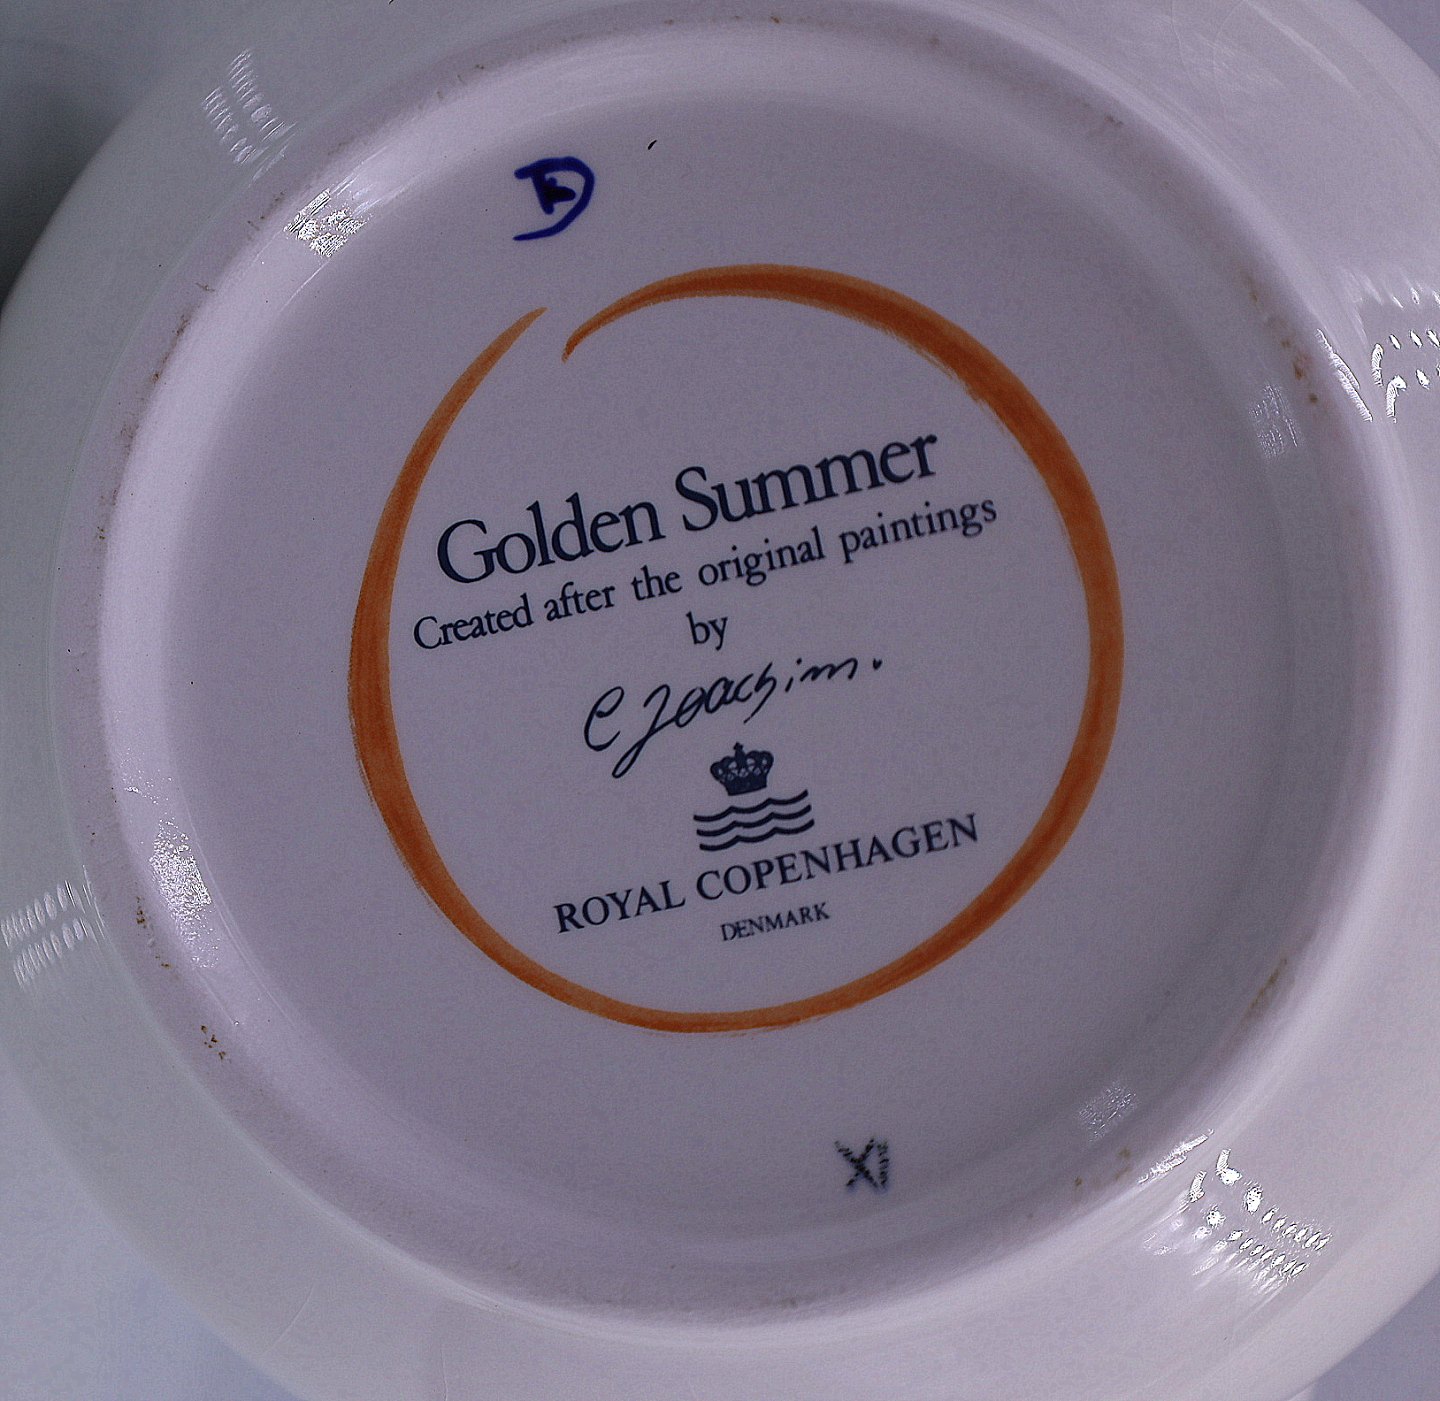 Golden Summer
Created after the original paintings
by
C Joachim.
ROYAL COPENHAGEN
DENMARK
XI